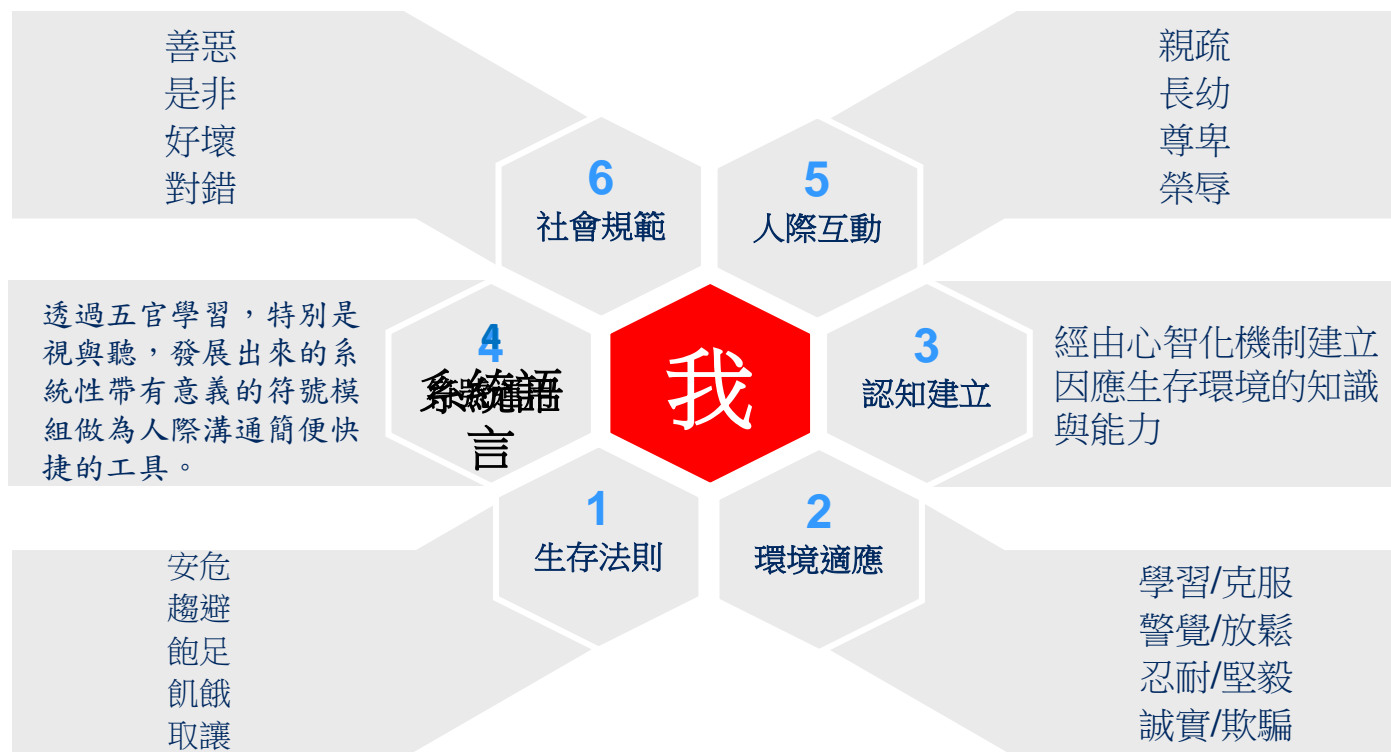 善惡
是非
好壞
對錯
親疏
長幼
尊卑
榮辱
6
社會規範
5
人際互動
透過五官學習，特別是
視與聽，發展出來的系
統性帶有意義的符號模
組做為人際溝通簡便快
捷的工具。
4
系統語
言
我
3
認知建立
經由心智化機制建立
因應生存環境的知識
與能力
1
生存法則
2
環境適應
安危
趨避
飽足
飢餓
取讓
學習/克服
警覺/放鬆
忍耐/堅毅
誠實/欺騙